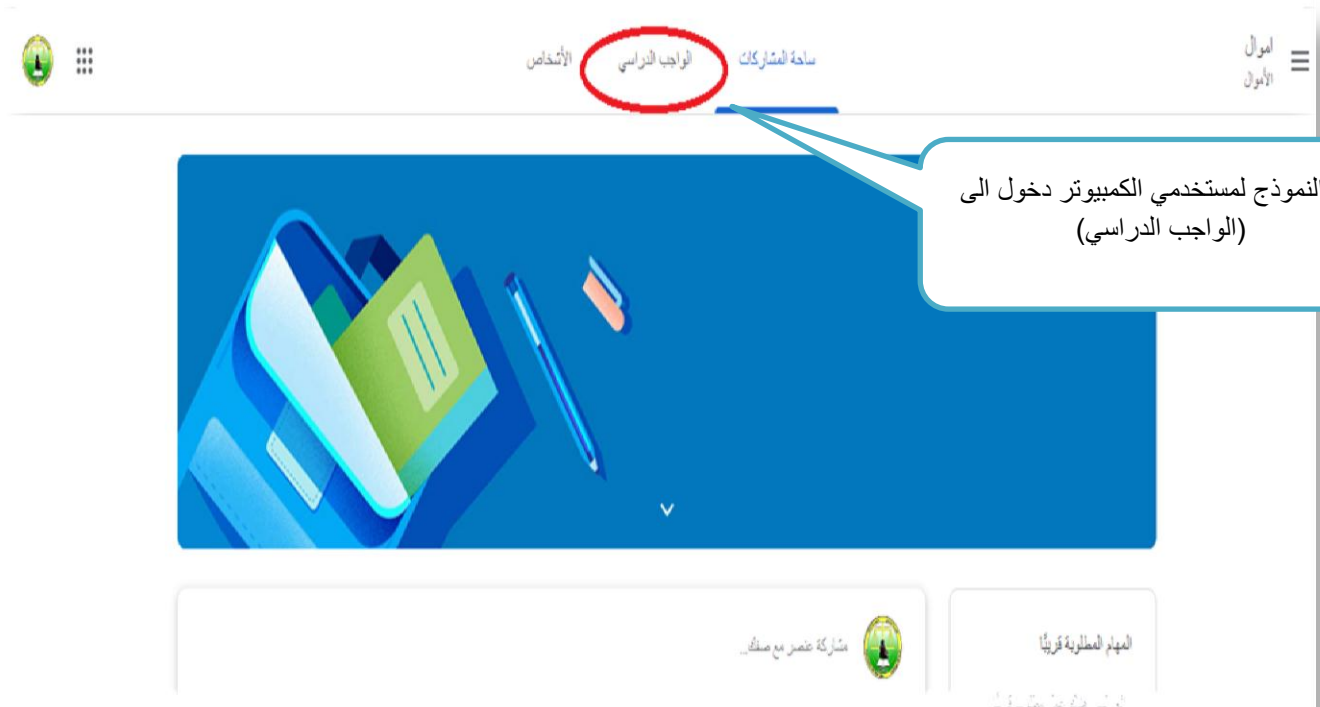 اموال
الأموال
ساحة المشاركات
الواجب الدراسي
الأشخاص
النموذج لمستخدمي الكمبيوتر دخول الى
(الواجب الدراسي)
المهام المطلوبة قريبًا
مشاركة عنصر مع صفك...